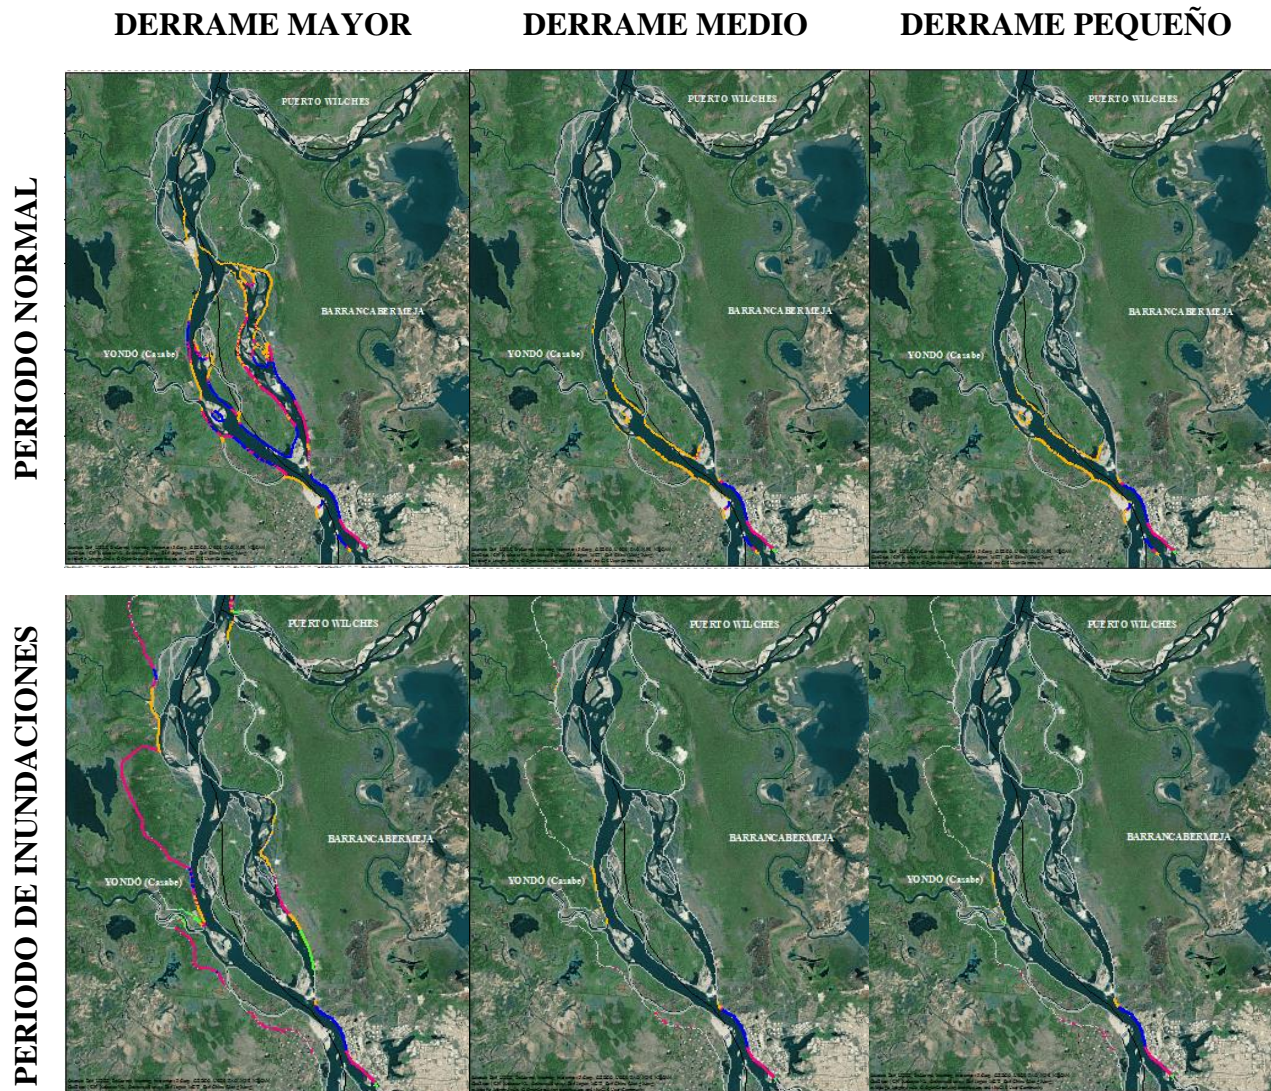 DERRAME MAYOR
DERRAME MEDIO
DERRAME PEQUEÑO
PERIODO NORMAL
PUERTO WILCHES
BARRANCABERMEJA
YONDÓ (Casabe)
PUERTO WILCHES
BARRANCABERMEJA
YONDÓ (Casabe)
PUERTO WILCHES
BARRANCABERMEJA
YONDÓ (Casabe)
PERIODO DE INUNDACIONES
PUERTO WILCHES
BARRANCABERMEJA
YONDÓ (Casabe)
PUERTO WILCHES
BARRANCABERMEJA
YONDÓ (Casabe)
PUERTO WILCHES
BARRANCABERMEJA
YONDÓ (Casabe)